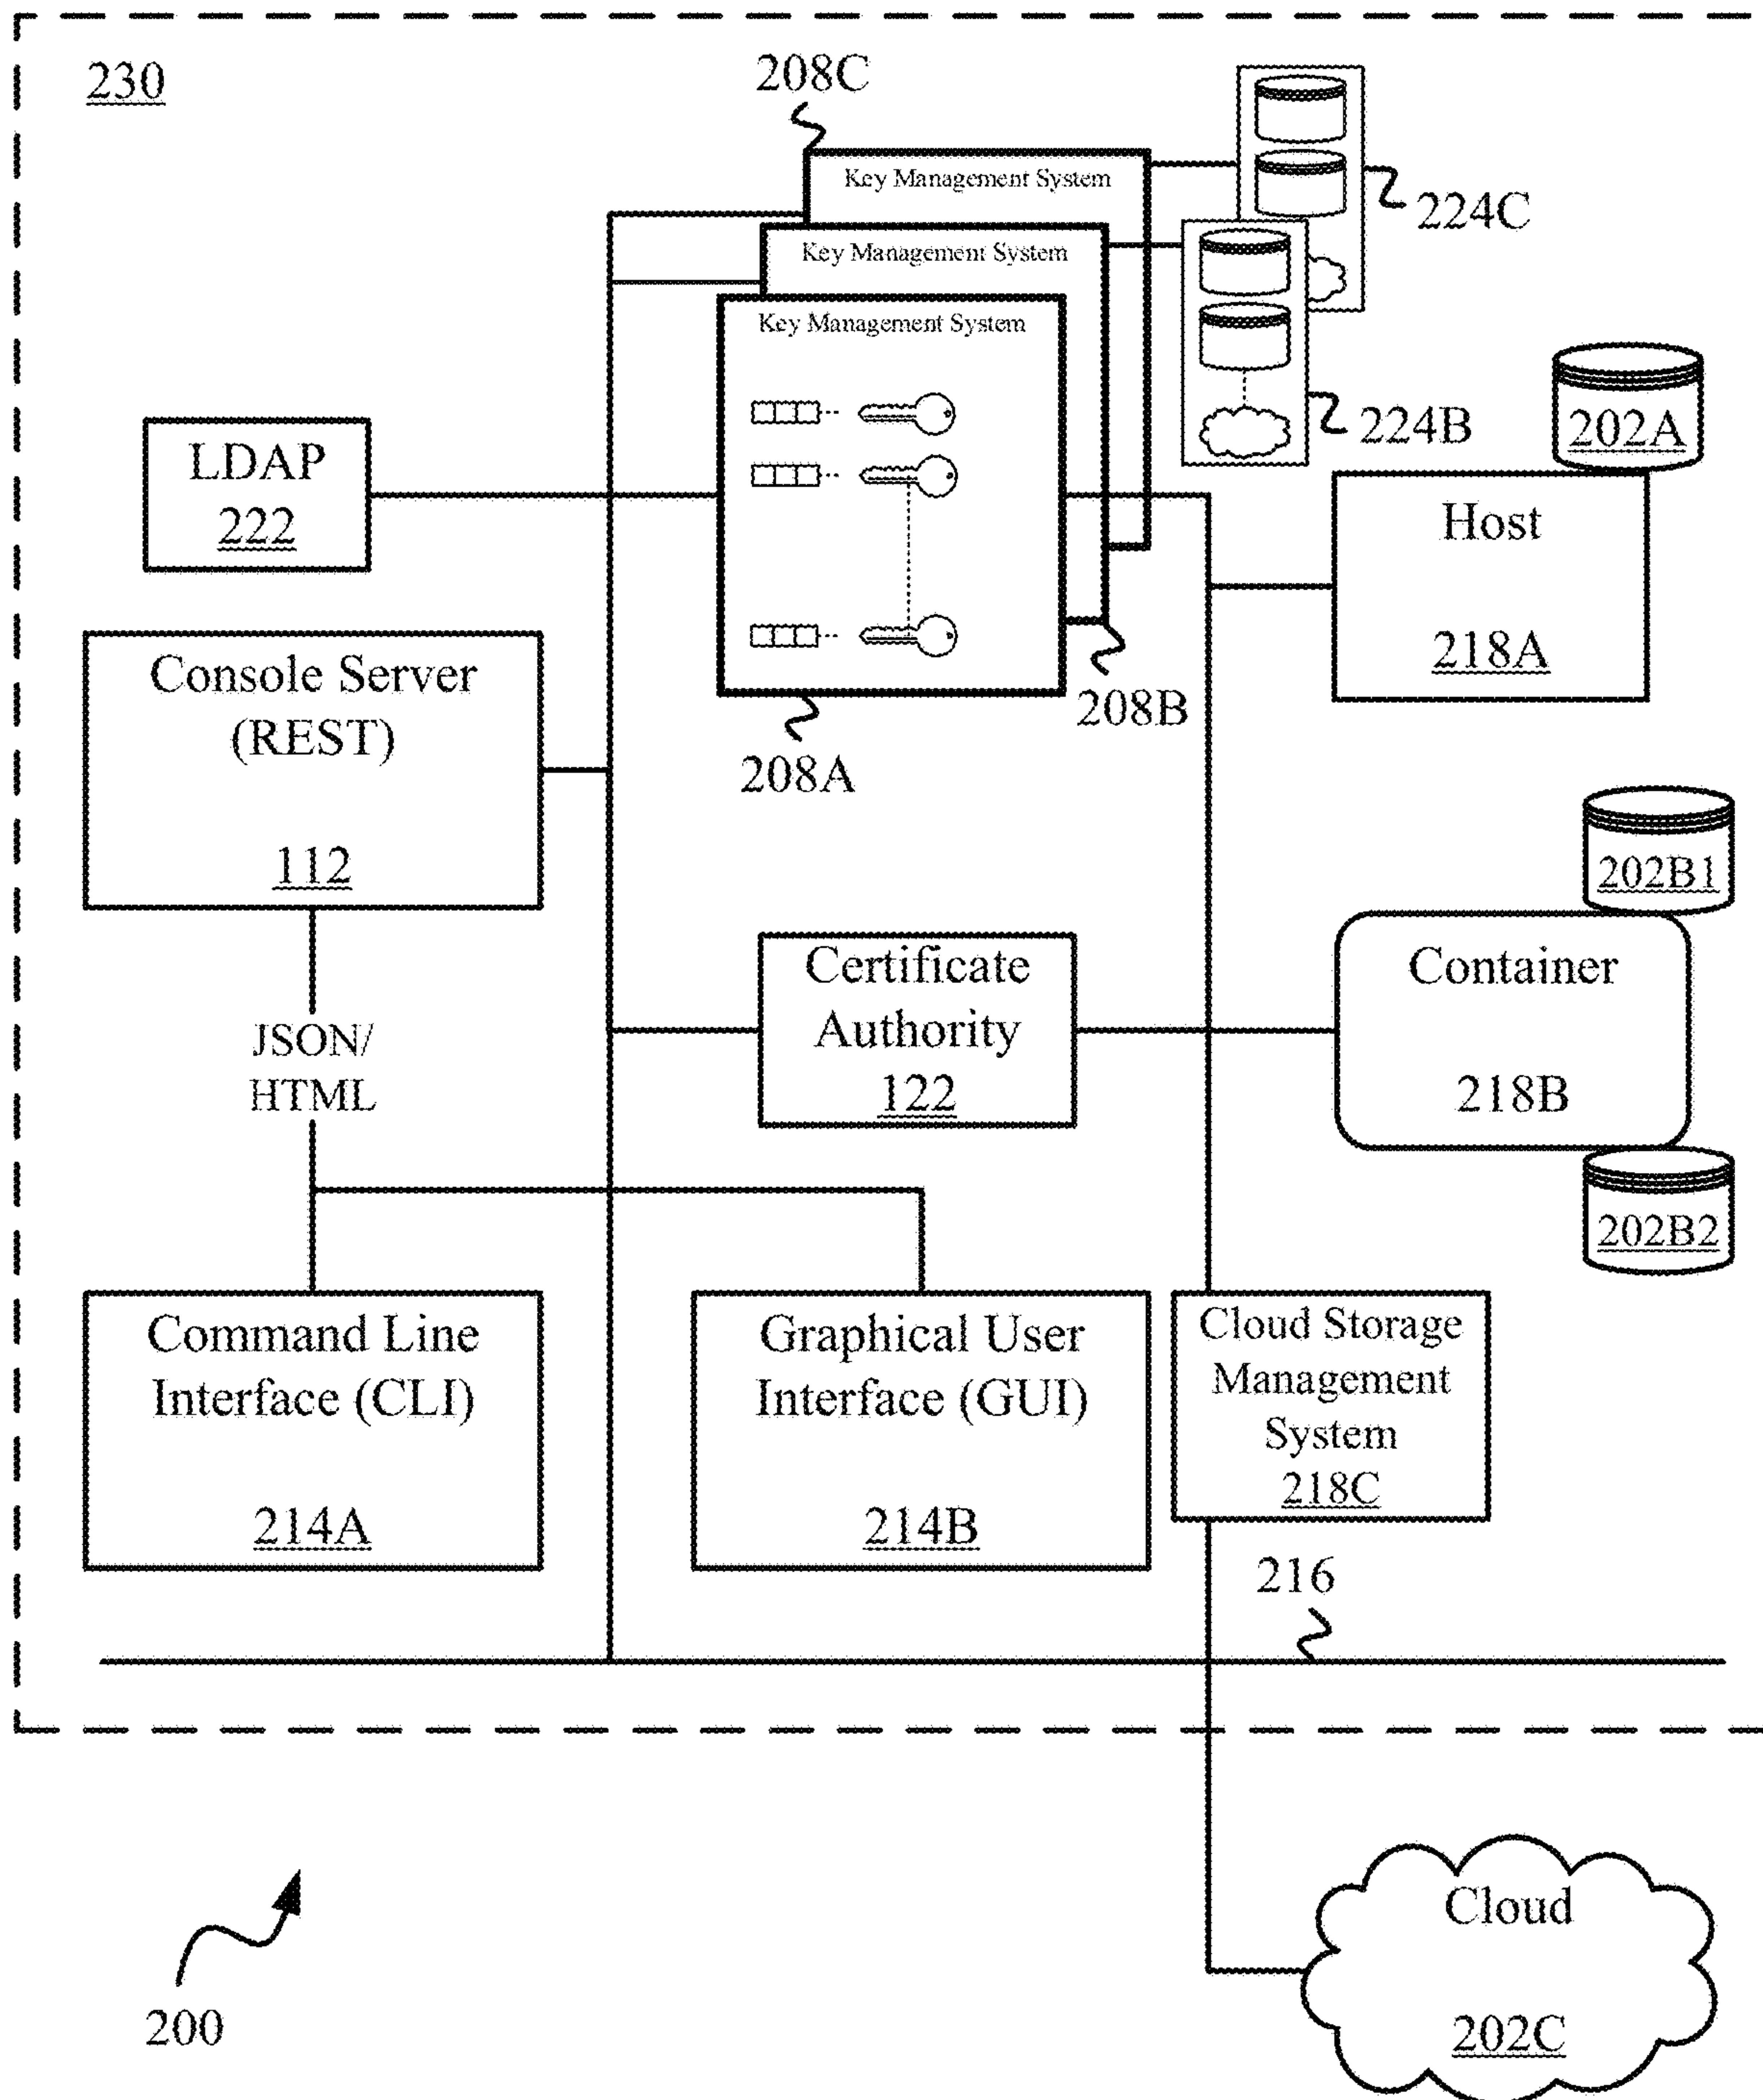 230
208C
Key Management System
224C
Key Management System
Key Management System
224B
202A
LDAP
222
Host
218A
Console Server
(REST)
112
208B
208A
202B1
Certificate
Authority
122
Container
218B
JSON/
HTML
202B2
Command Line
Interface (CLI)
214A
Graphical User
Interface (GUI)
214B
Cloud Storage
Management
System
218C
216
Cloud
202C
200